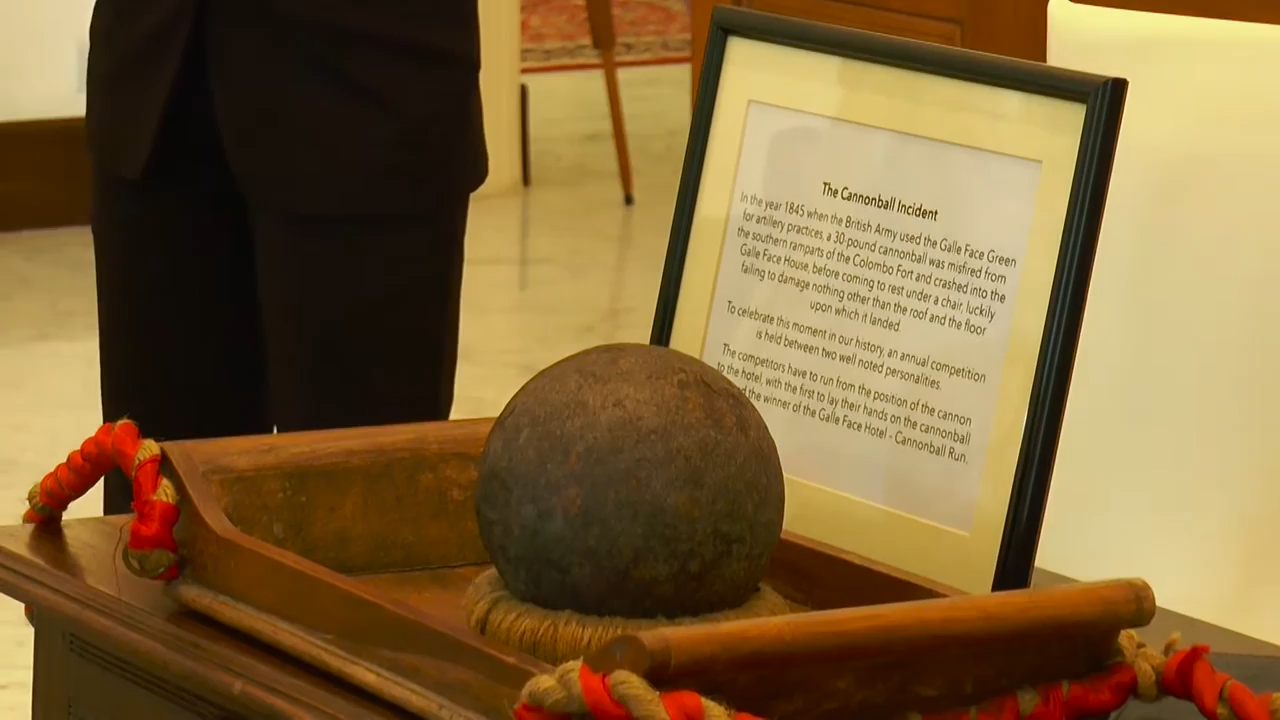 The Cannonball Incident
In the year 1845 when the British Army used the Galle Face Green
for artillery practices, a 30-pound cannonball was misfired from
the southern ramparts of the Colombo Fort and crashed into the
Galle Face House, before coming to rest under a chair, luckily
failing to damage nothing other than the roof and the floor
upon which it landed.
To celebrate this moment in our history, an annual competition
is held between two well noted personalities.
The competitors have to run from the position of the cannon
to the hotel, with the first to lay their hands on the cannonball
the winner of the Galle Face Hotel - Cannonball Run.